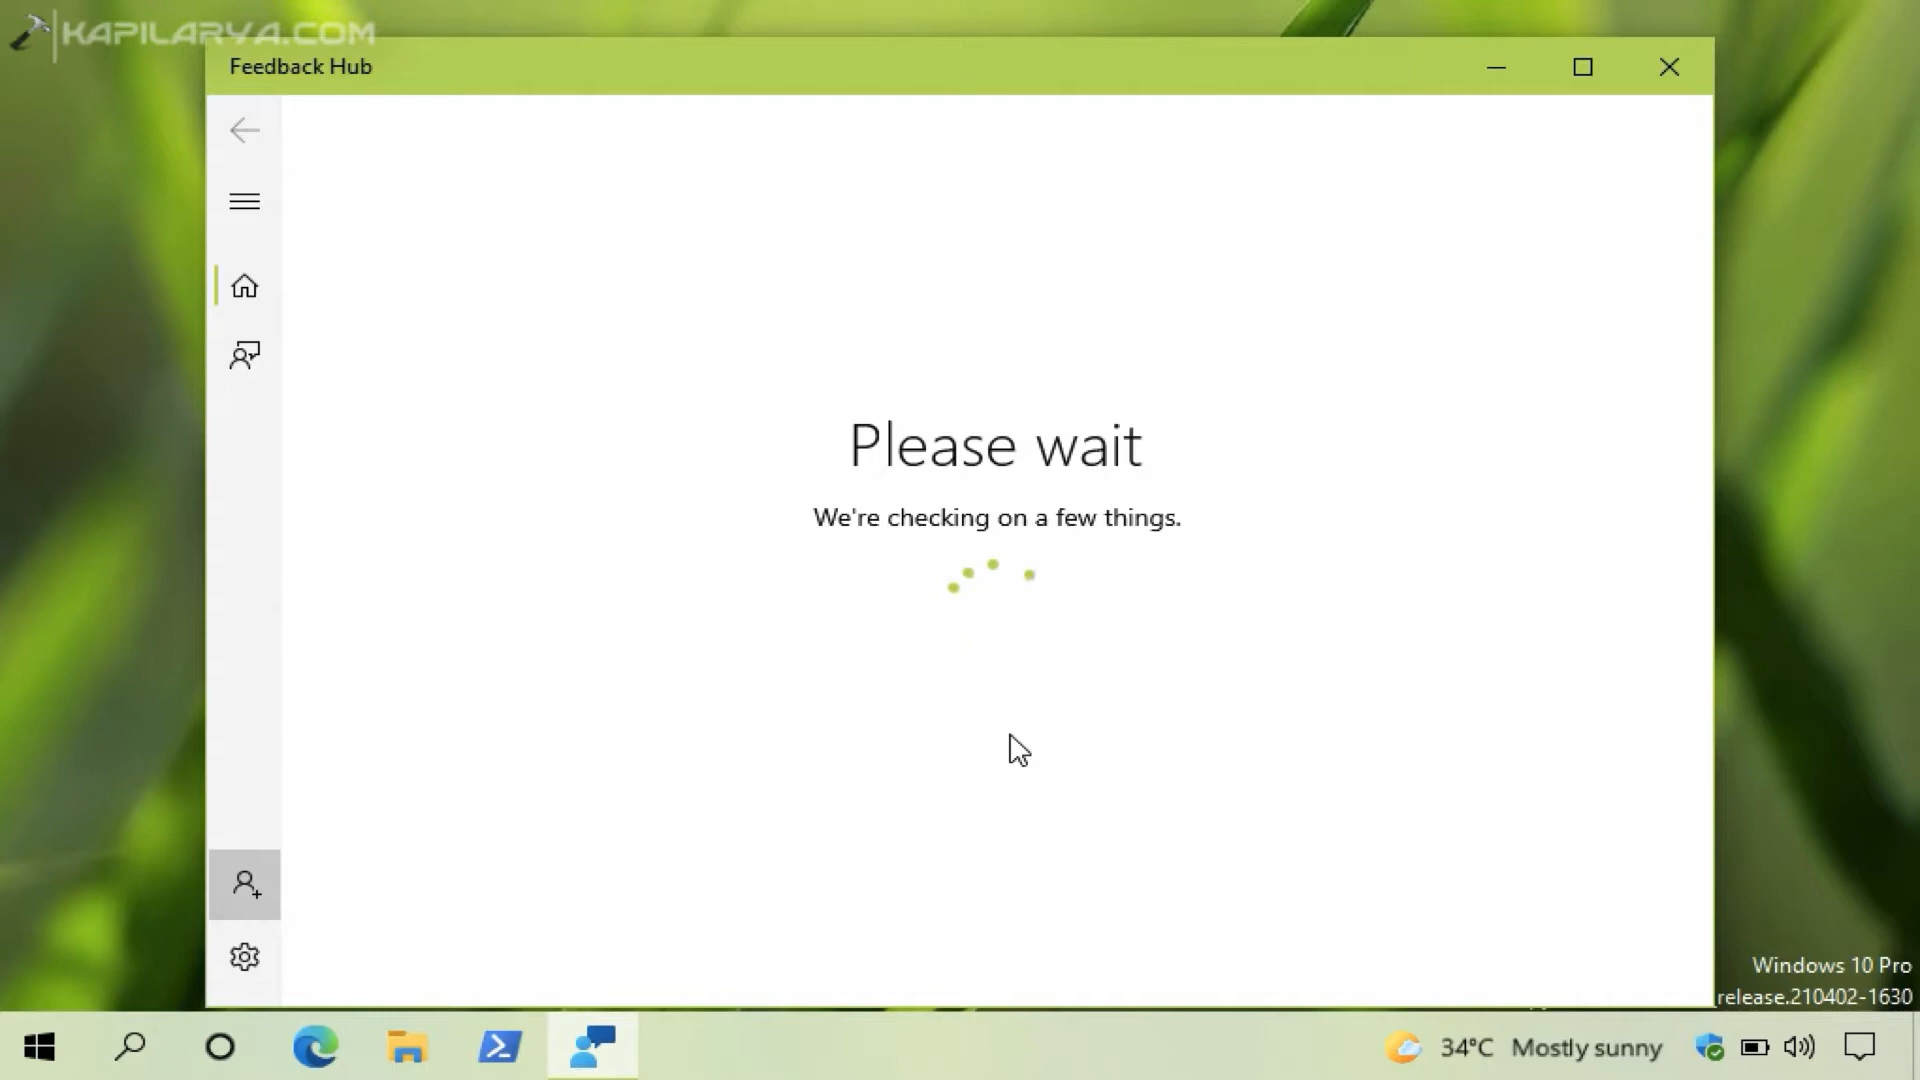 KAPILARYA.COM
Feedback Hub
Please wait
We're checking on a few things.
Windows 10 Pro
release.210402-1630
34°C Mostly sunny